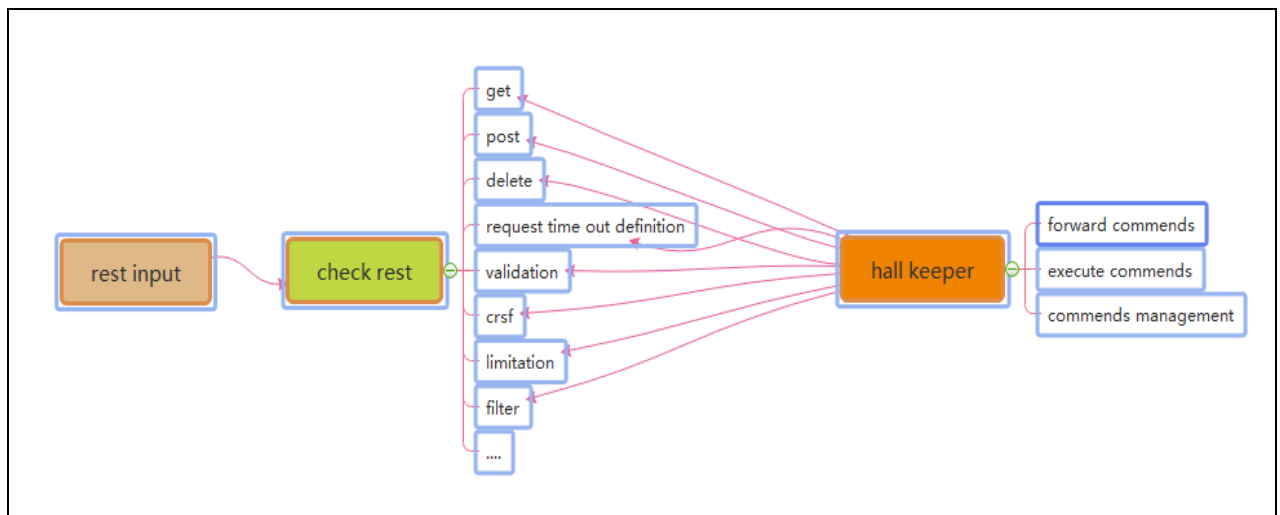 rest input
check rest
get
post
delete
request time out definition
validation
crsf
limitation
filter
....
hall keeper
forward commends
execute commends
commends management